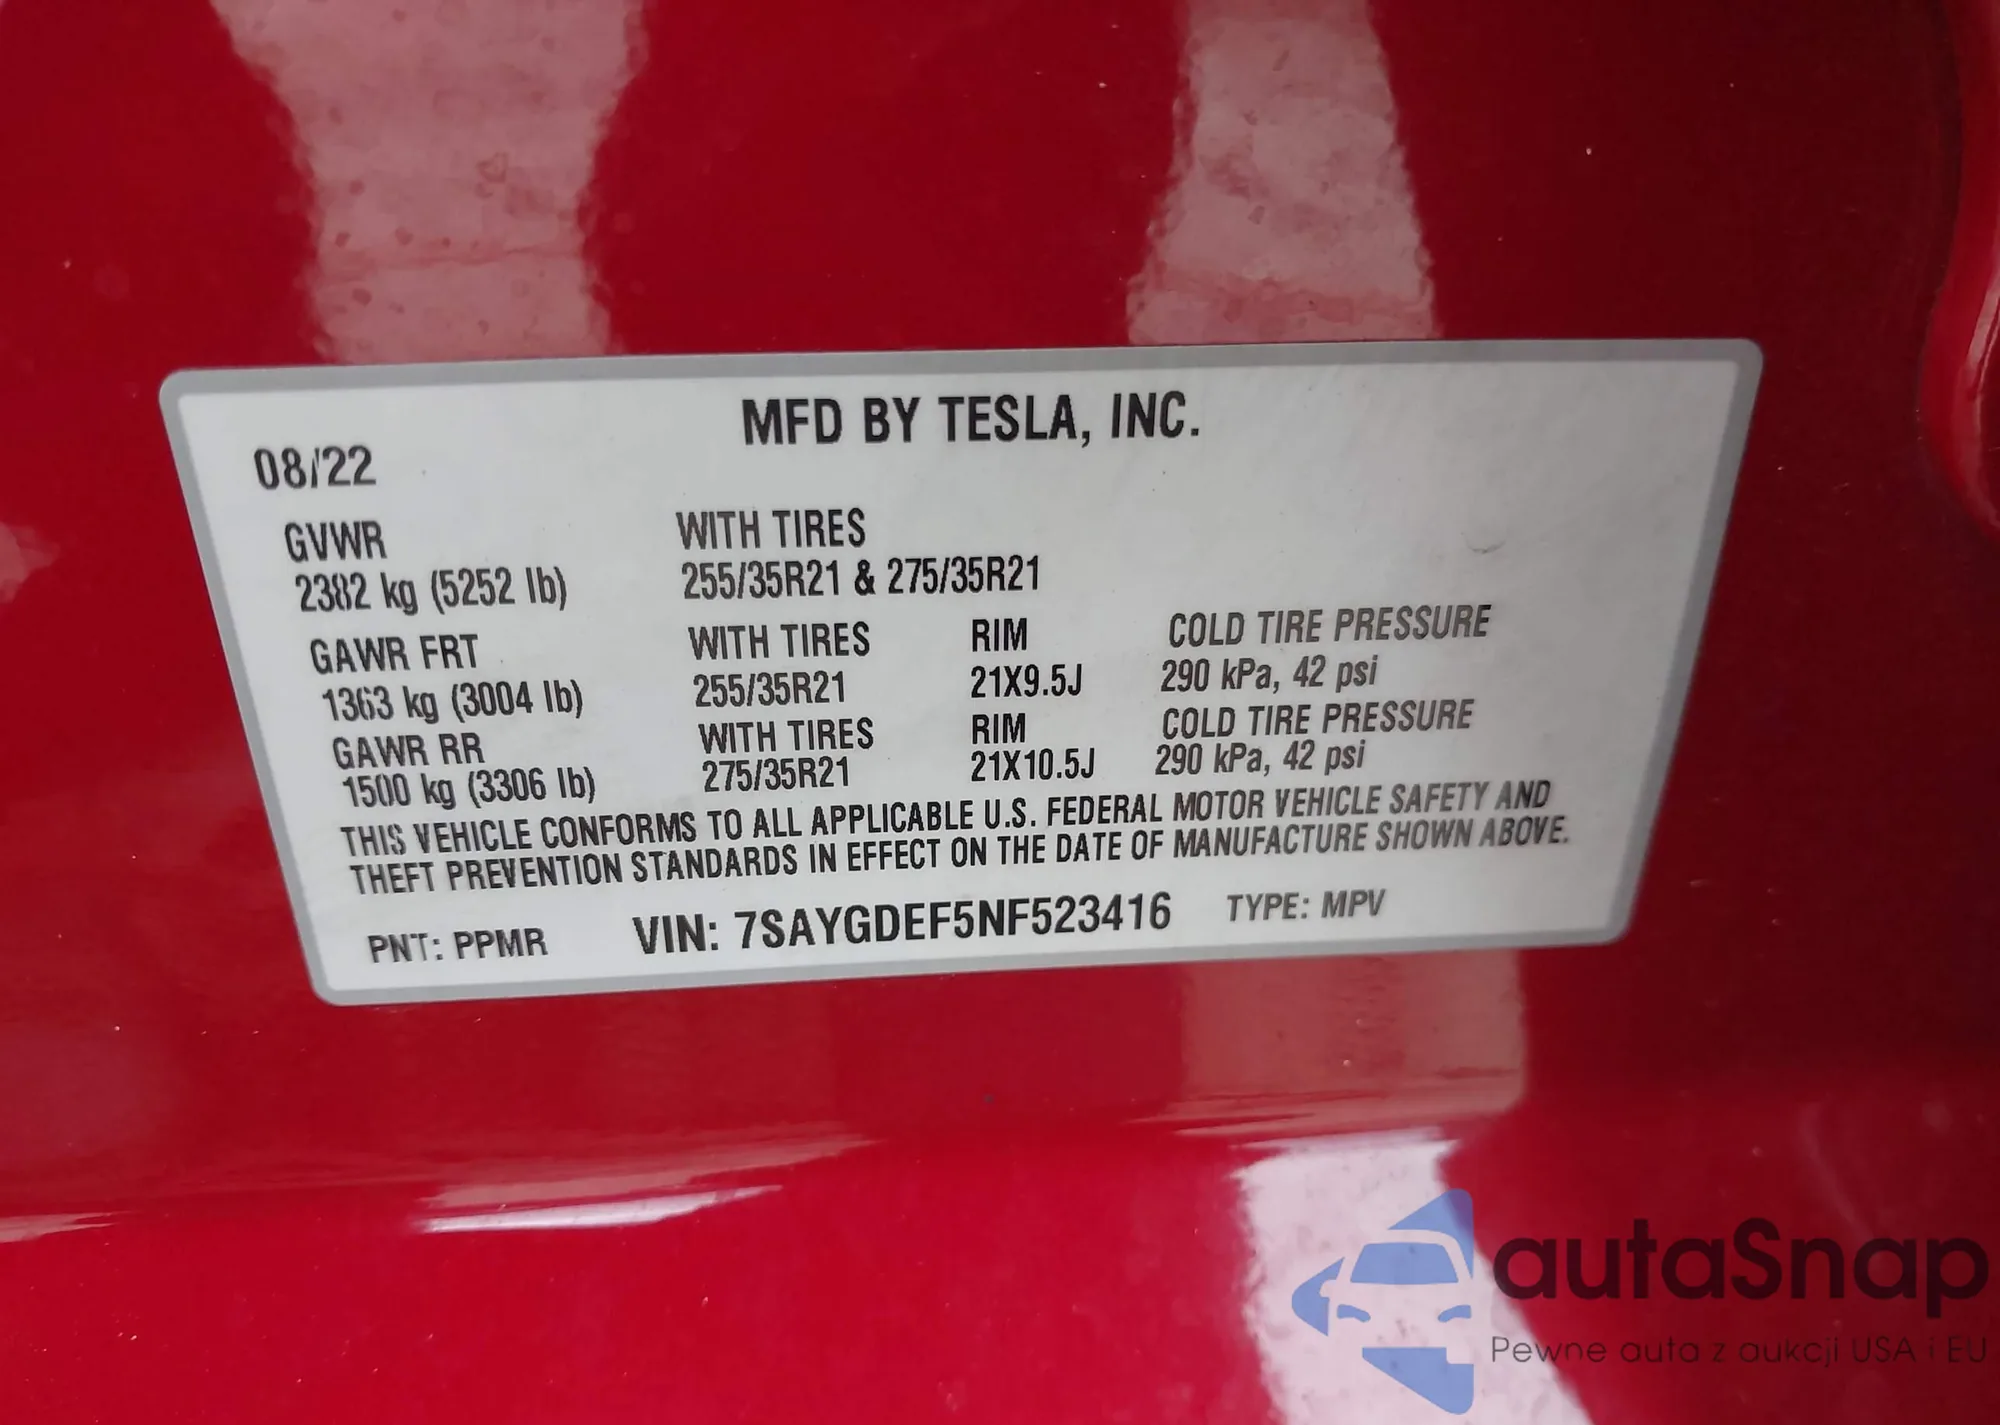 MFD BY TESLA, INC.
08/22
GVWR WITH TIRES
2382 kg (5252 lb) 255/35R21 & 275/35R21
GAWR FRT WITH TIRES RIM COLD TIRE PRESSURE
1363 kg (3004 lb) 255/35R21 21X9.5J 290 kPa, 42 psi
GAWR RR WITH TIRES RIM COLD TIRE PRESSURE
1500 kg (3306 lb) 275/35R21 21X10.5J 290 kPa, 42 psi
THIS VEHICLE CONFORMS TO ALL APPLICABLE U.S. FEDERAL MOTOR VEHICLE SAFETY AND
THEFT PREVENTION STANDARDS IN EFFECT ON THE DATE OF MANUFACTURE SHOWN ABOVE.
PNT: PPMR VIN: 7SAYGDEF5NF523416 TYPE: MPV
autaSnap
Pewne auta z aukcji USA i EU